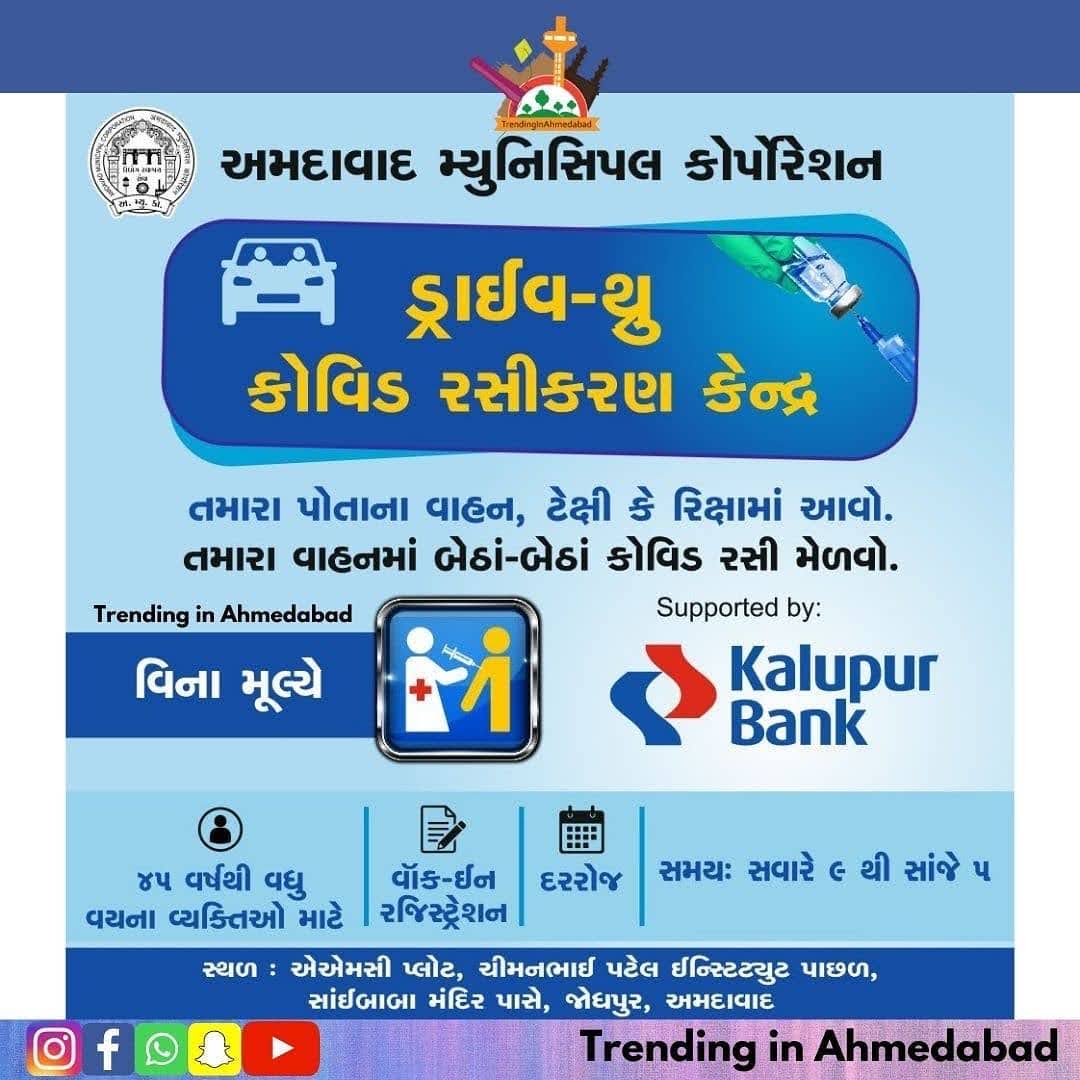 TrendingInAhmedabad
અમદાવાદ મ્યુનિસિપલ કોર્પોરેશન
અ. મ્યુ. કો.
ડ્રાઈવ-થ્રુ
કોવિડ રસીકરણ કેન્દ્ર
તમારા પોતાના વાહન, ટેક્ષી કે રિક્ષામાં આવો.
તમારા વાહનમાં બેઠાં-બેઠાં કોવિડ રસી મેળવો.
Trending in Ahmedabad
વિના મૂલ્યે
Supported by:
Kalupur
Bank
૪૫ વર્ષથી વધુ
વયના વ્યક્તિઓ માટે
વૉક-ઈન
રજિસ્ટ્રેશન
દરરોજ
સમયઃ સવારે ૯ થી સાંજે ૫
સ્થળ : એએમસી પ્લોટ, ચીમનભાઈ પટેલ ઈન્સ્ટિટ્યુટ પાછળ,
સાંઈબાબા મંદિર પાસે, જોધપુર, અમદાવાદ
Trending in Ahmedabad